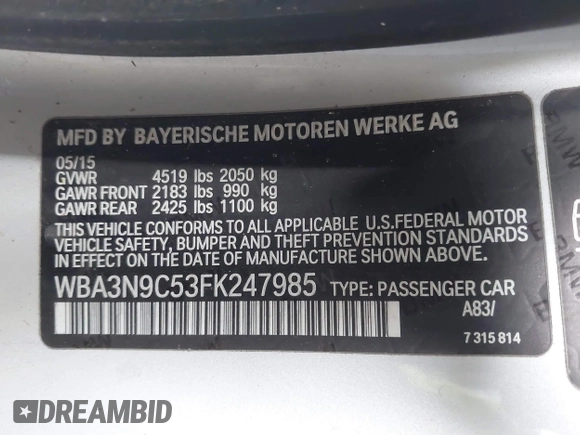 MFD BY BAYERISCHE MOTOREN WERKE AG
05/15
GVWR 4519 lbs 2050 kg
GAWR FRONT 2183 lbs 990 kg
GAWR REAR 2425 lbs 1100 kg
THIS VEHICLE CONFORMS TO ALL APPLICABLE U.S.FEDERAL MOTOR
VEHICLE SAFETY, BUMPER AND THEFT PREVENTION STANDARDS
IN EFFECT ON THE DATE OF MANUFACTURE SHOWN ABOVE.
WBA3N9C53FK247985 TYPE: PASSENGER CAR
A83/
7 315 814
DREAMBID